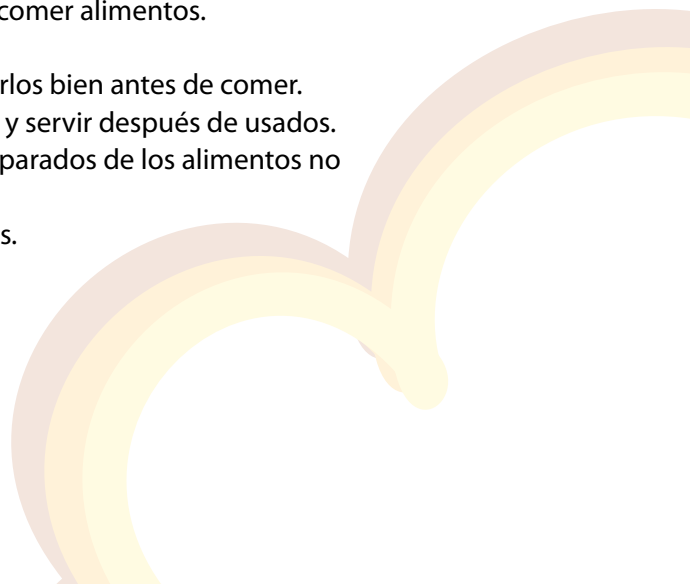 comer alimentos.
rlos bien antes de comer.
y servir después de usados.
parados de los alimentos no
s.